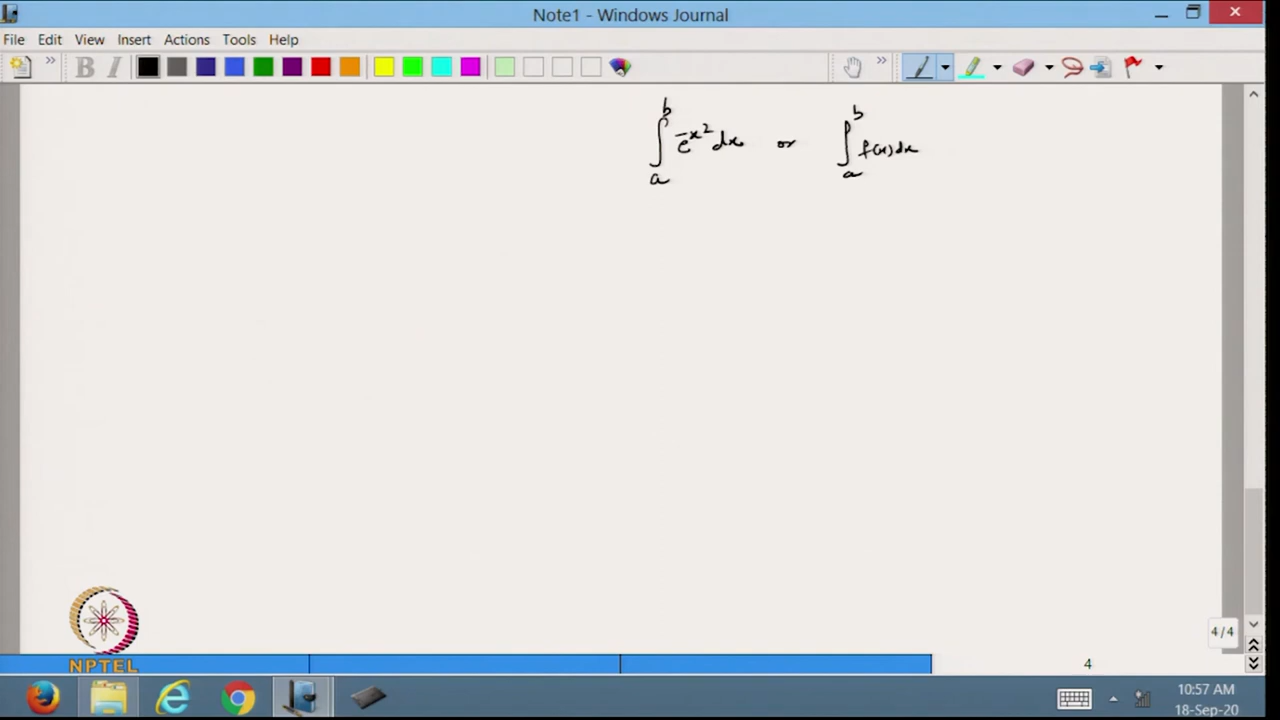 Note1 - Windows Journal
File Edit View Insert Actions Tools Help
B I
∫ₐᵇ e^{-x²} dx or ∫ₐᵇ f(x) dx
4 / 4
NPTEL
4
10:57 AM
18-Sep-20